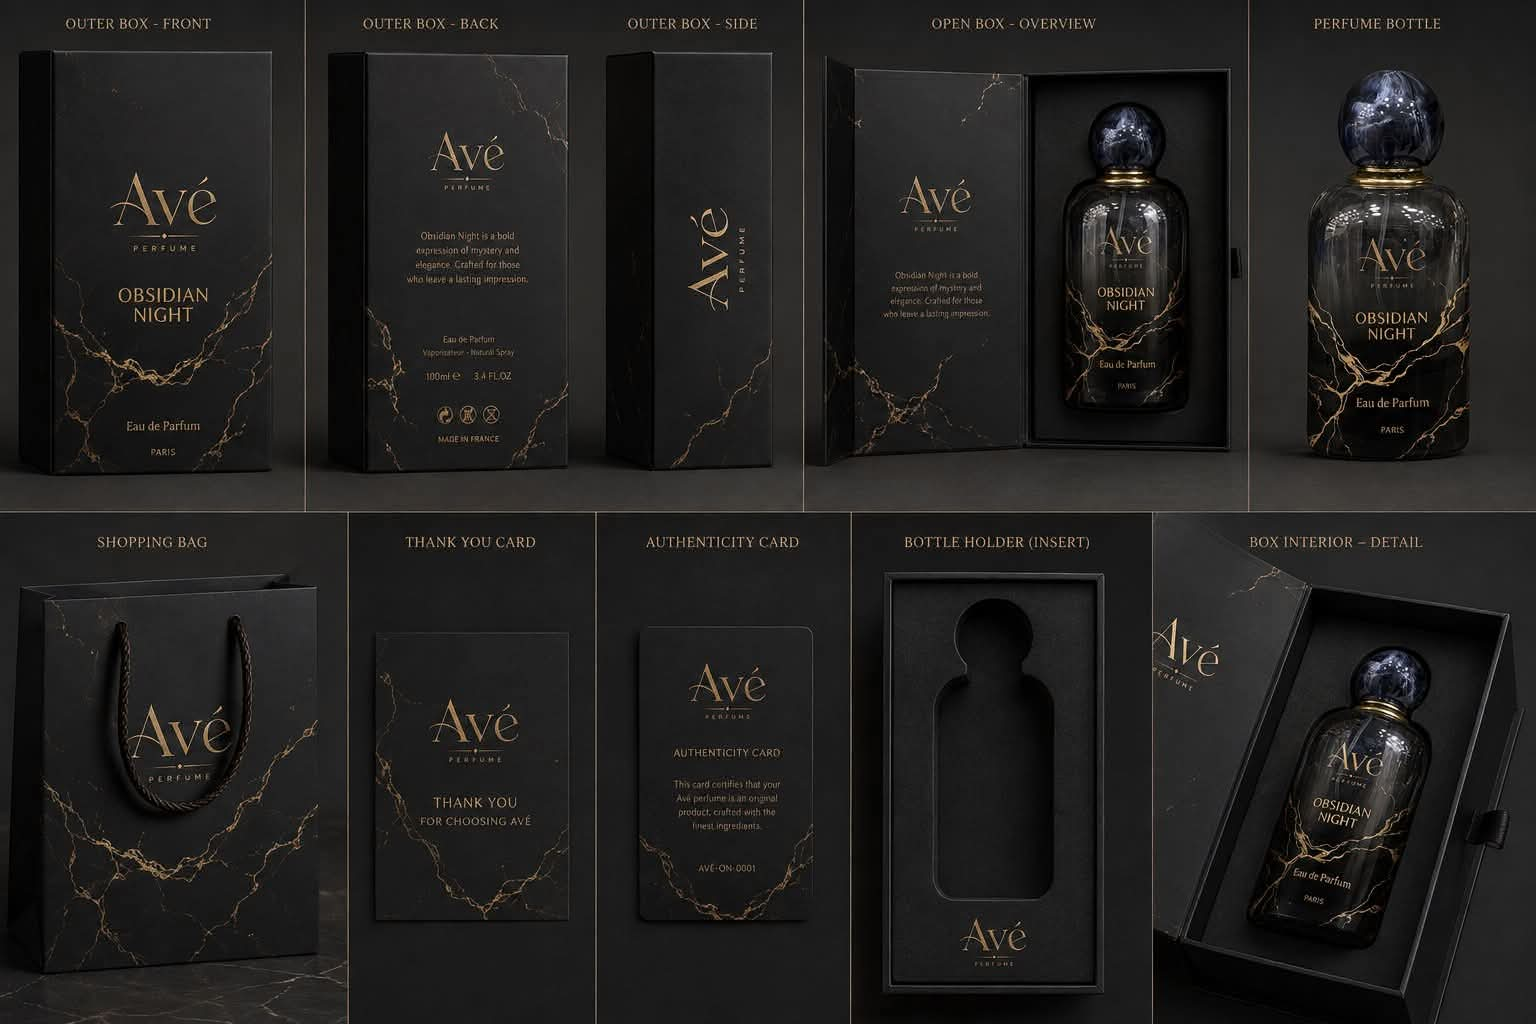 OUTER BOX - FRONT
Avé
PERFUME
OBSIDIAN
NIGHT
Eau de Parfum
PARIS
OUTER BOX - BACK
Avé
PERFUME
Obsidian Night is a bold
expression of mystery and
elegance. Crafted for those
who leave a lasting impression.
Eau de Parfum
Vaporisateur - Natural Spray
100ml ℮ 3.4 FL.OZ
MADE IN FRANCE
OUTER BOX - SIDE
Avé
PERFUME
OPEN BOX - OVERVIEW
Avé
PERFUME
Obsidian Night is a bold
expression of mystery and
elegance. Crafted for those
who leave a lasting impression.
Avé
PERFUME
OBSIDIAN
NIGHT
Eau de Parfum
PARIS
PERFUME BOTTLE
Avé
PERFUME
OBSIDIAN
NIGHT
Eau de Parfum
PARIS
SHOPPING BAG
Avé
PERFUME
THANK YOU CARD
Avé
PERFUME
THANK YOU
FOR CHOOSING AVÉ
AUTHENTICITY CARD
Avé
PERFUME
AUTHENTICITY CARD
This card certifies that your
Avé perfume is an original
product, crafted with the
finest ingredients.
AVÉ-ON-0001
BOTTLE HOLDER (INSERT)
Avé
PERFUME
BOX INTERIOR – DETAIL
Avé
PERFUME
Avé
PERFUME
OBSIDIAN
NIGHT
Eau de Parfum
PARIS